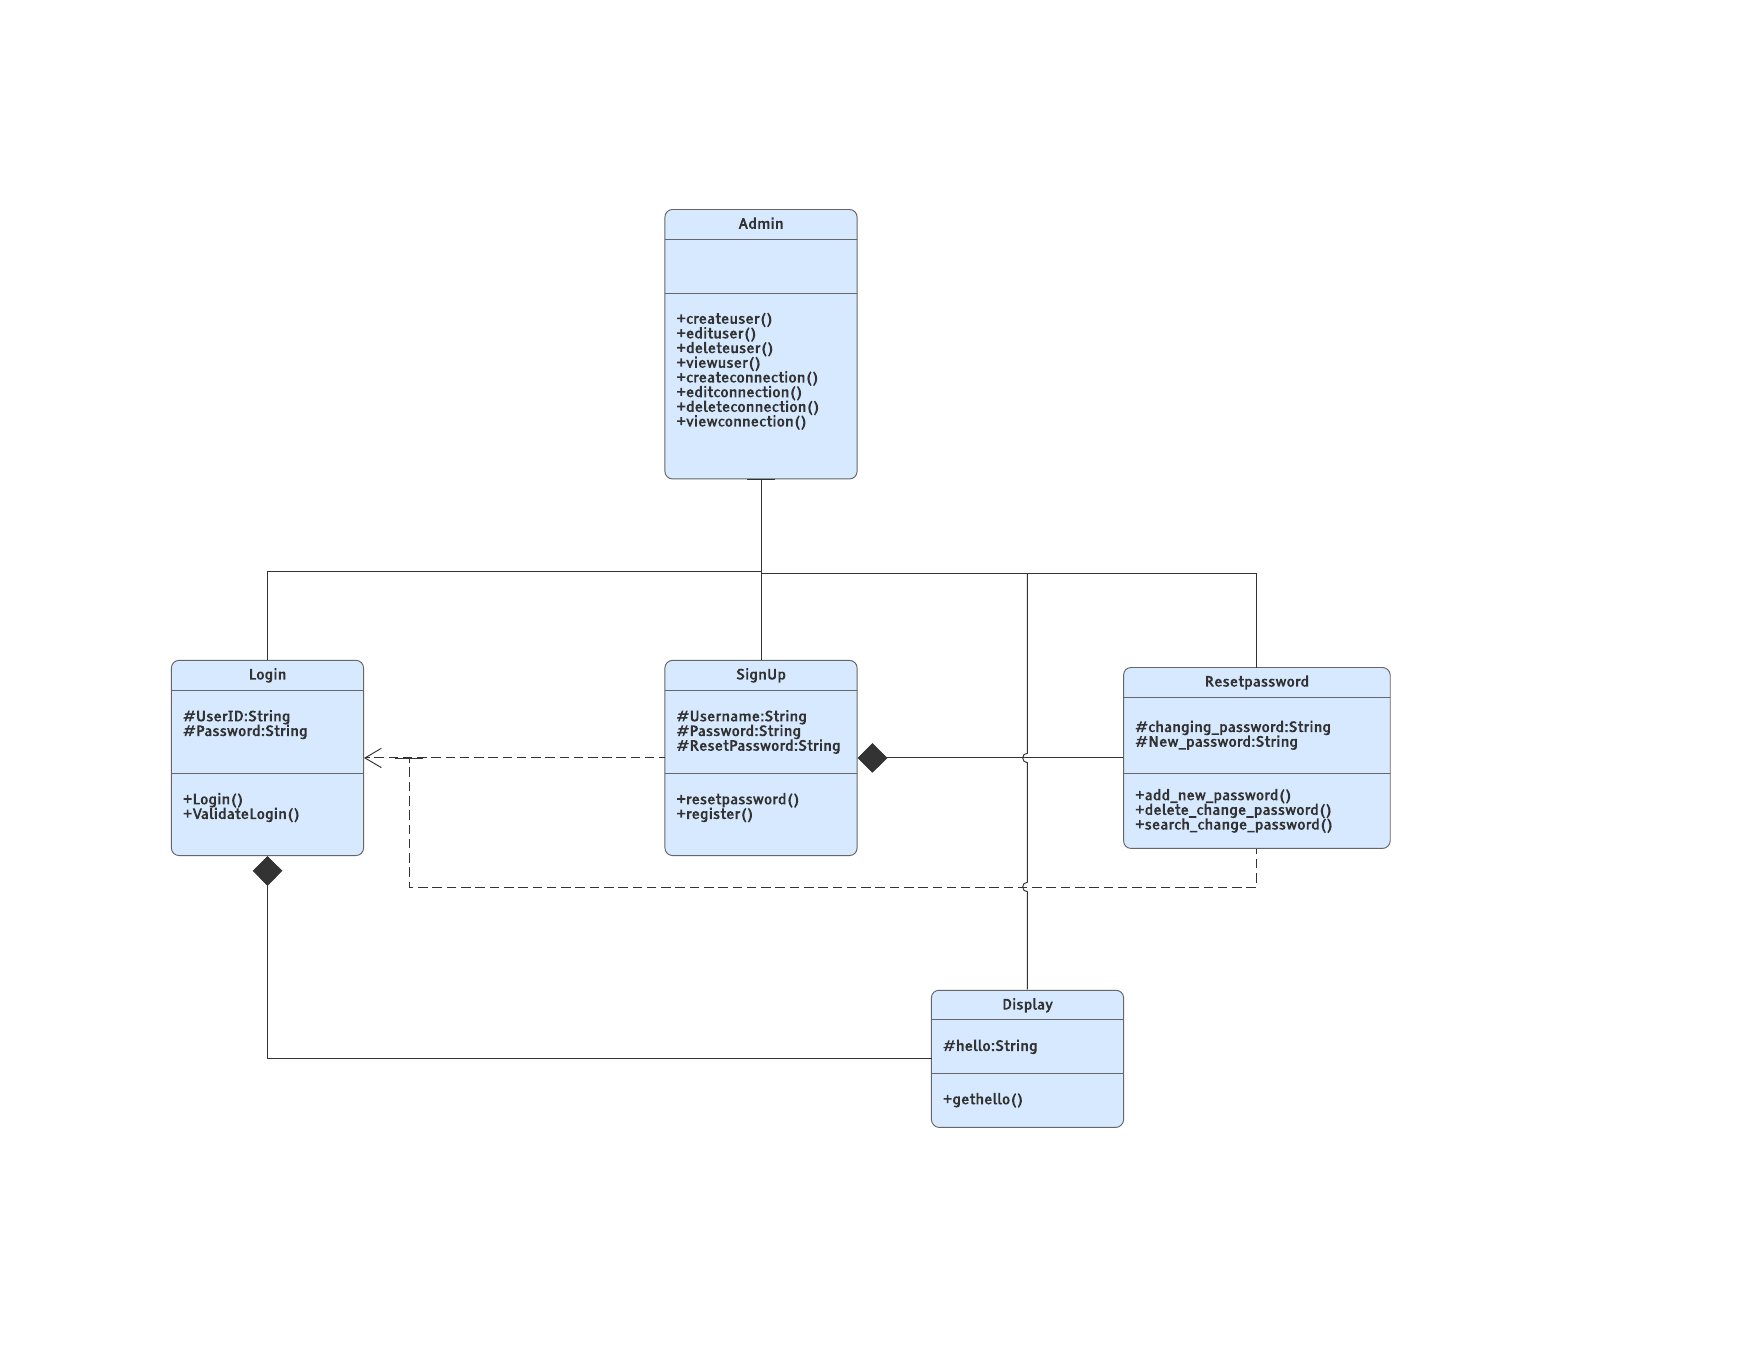 Admin
+createuser()
+edituser()
+deleteuser()
+viewuser()
+createconnection()
+editconnection()
+deleteconnection()
+viewconnection()
Login
#UserID:String
#Password:String
+Login()
+ValidateLogin()
SignUp
#Username:String
#Password:String
#ResetPassword:String
+resetpassword()
+register()
Resetpassword
#changing_password:String
#New_password:String
+add_new_password()
+delete_change_password()
+search_change_password()
Display
#hello:String
+gethello()